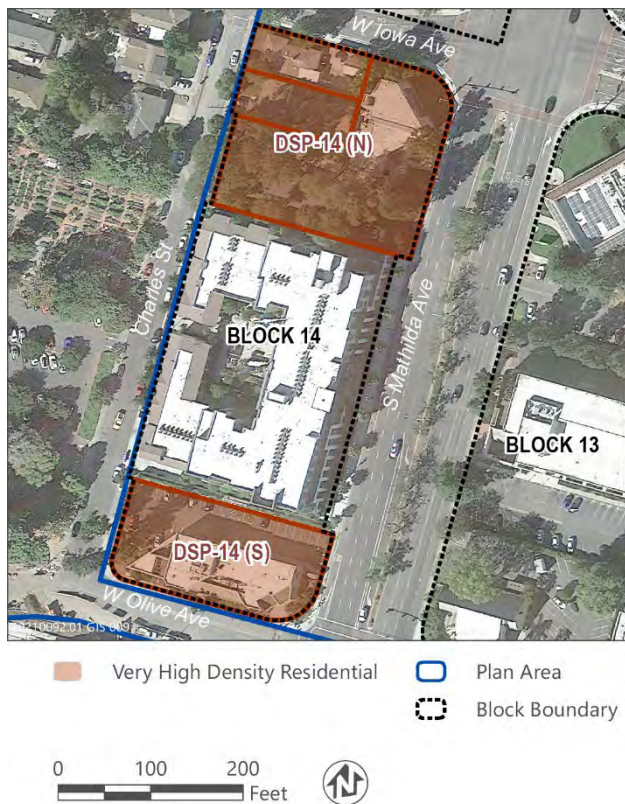 W Iowa Ave
DSP-14 (N)
Charles St
BLOCK 14
S Mathilda Ave
BLOCK 13
DSP-14 (S)
W Olive Ave
Very High Density Residential
Plan Area
Block Boundary
0 100 200
Feet
N